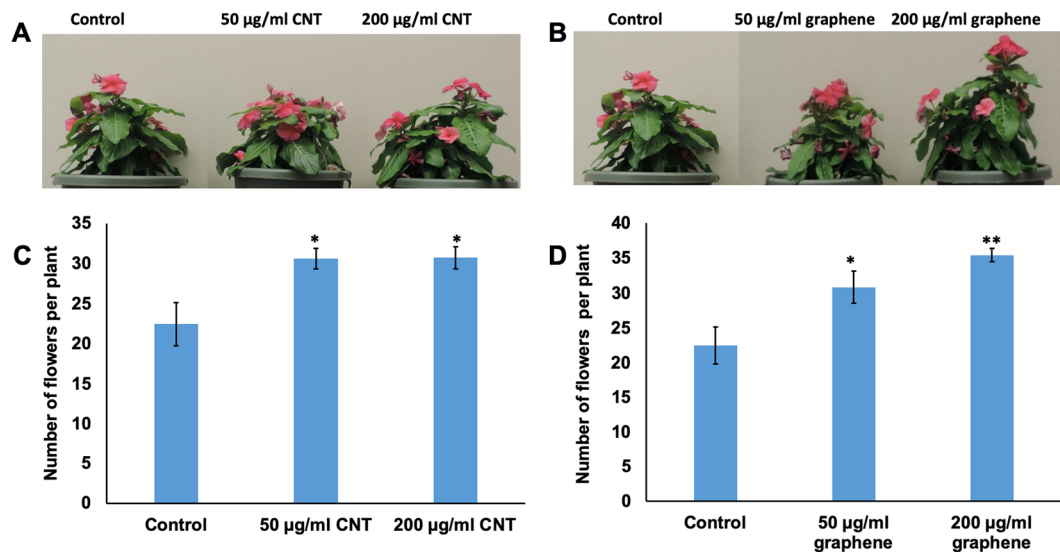 A
Control
50 µg/ml CNT
200 µg/ml CNT
B
Control
50 µg/ml graphene
200 µg/ml graphene
C
Number of flowers per plant
35
30
25
20
15
10
5
0
*
*
Control
50 µg/ml CNT
200 µg/ml CNT
D
Number of flowers per plant
40
35
30
25
20
15
10
5
0
*
**
Control
50 µg/ml
graphene
200 µg/ml
graphene